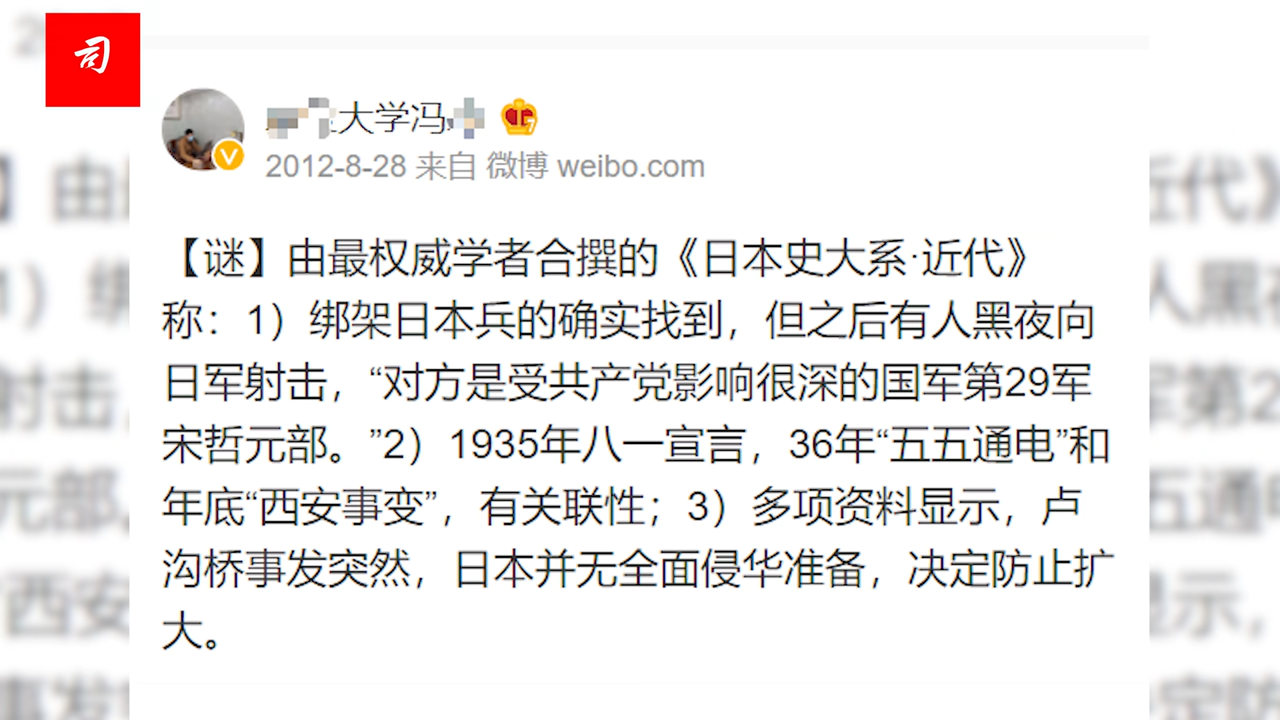 司
大学冯
2012-8-28 来自 微博 weibo.com
【谜】由最权威学者合撰的《日本史大系·近代》
称：1）绑架日本兵的确实找到，但之后有人黑夜向
日军射击，“对方是受共产党影响很深的国军第29军
宋哲元部。”2）1935年八一宣言，36年“五五通电”和
年底“西安事变”，有关联性；3）多项资料显示，卢
沟桥事发突然，日本并无全面侵华准备，决定防止扩
大。